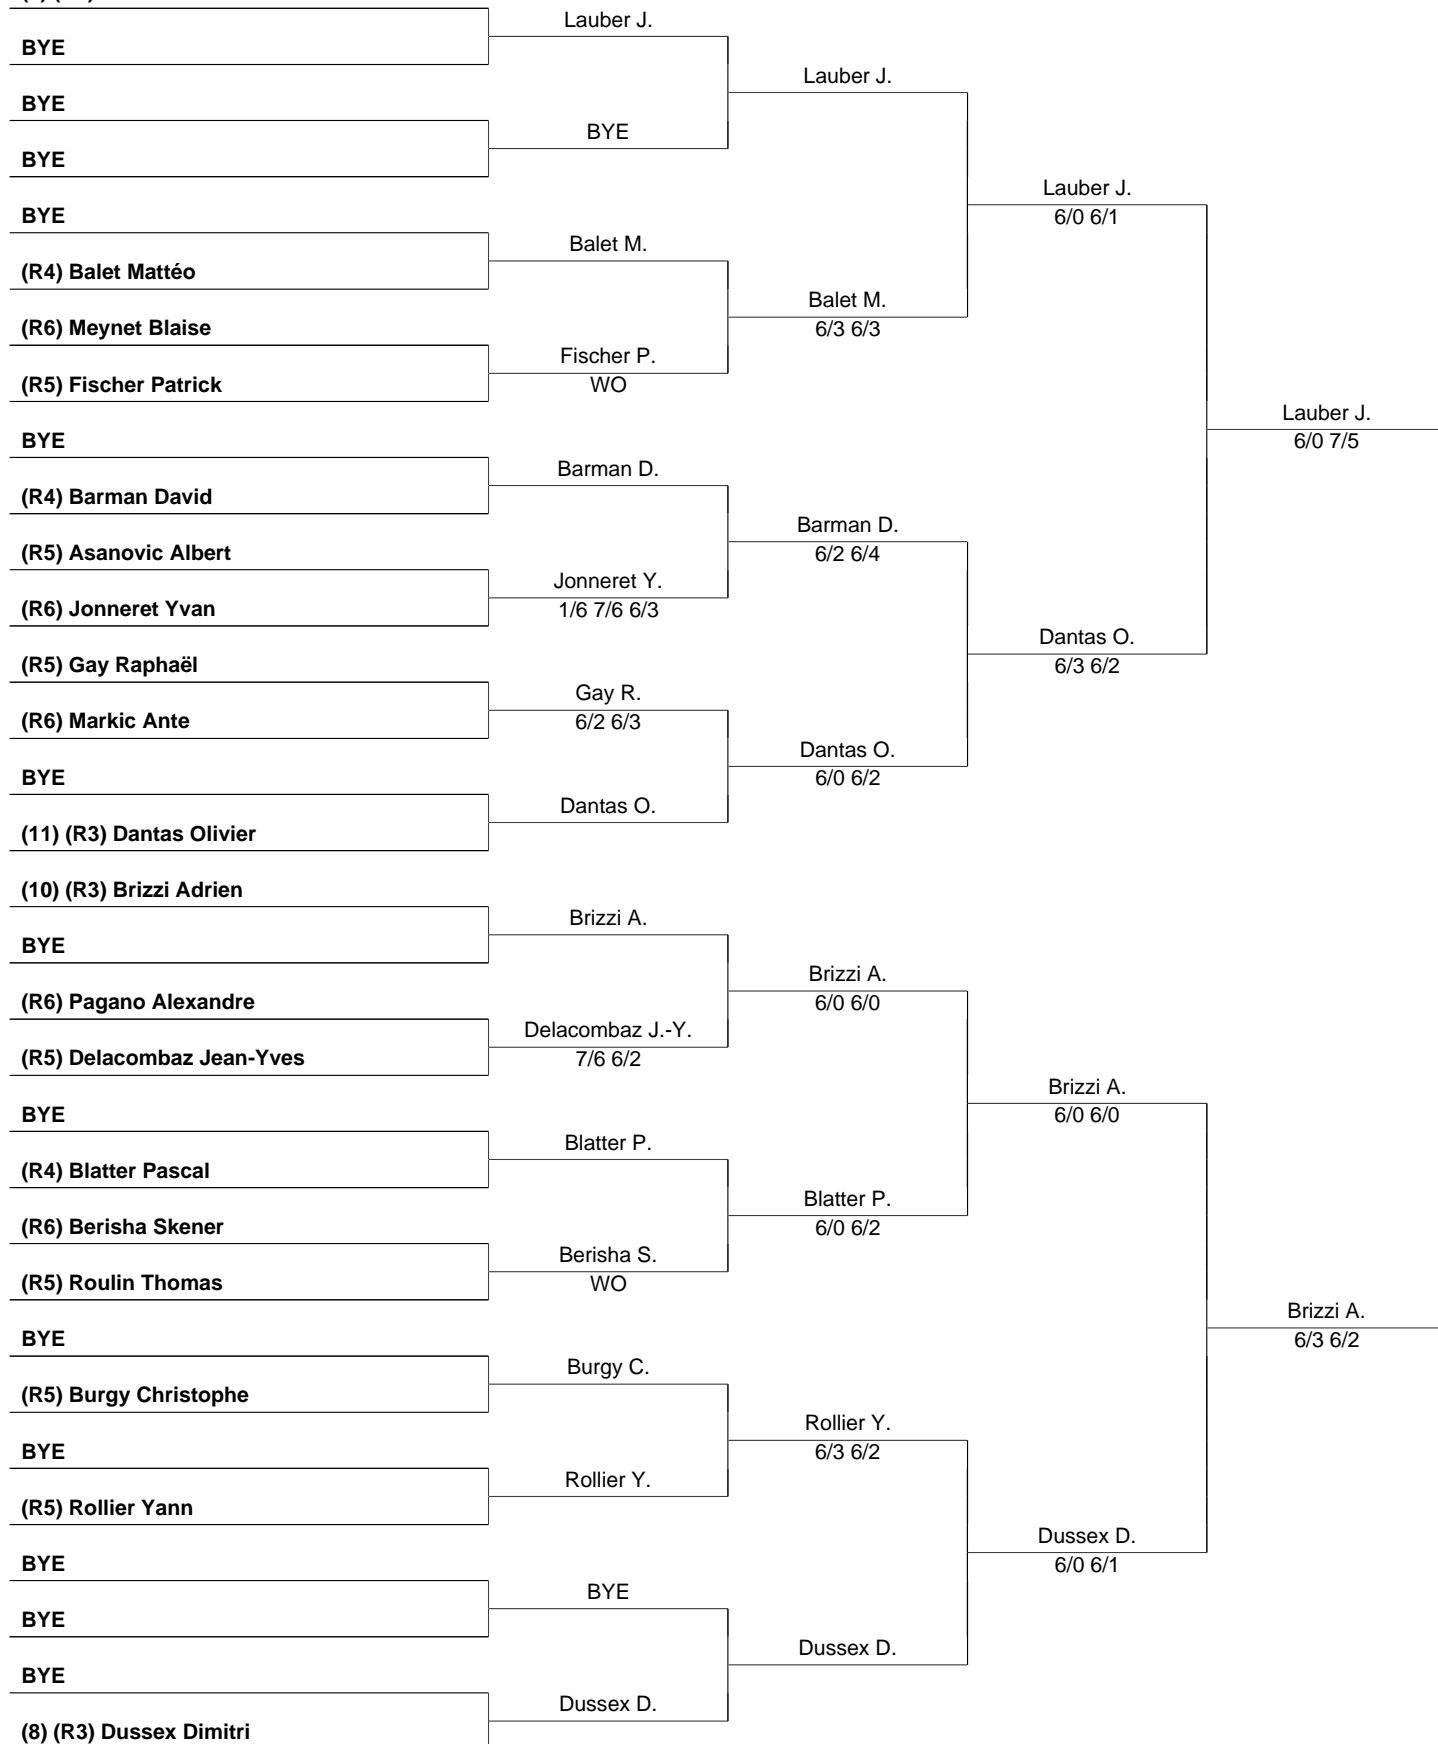 BYE
BYE
BYE
BYE
(R4) Balet Mattéo
(R6) Meynet Blaise
(R5) Fischer Patrick
BYE
(R4) Barman David
(R5) Asanovic Albert
(R6) Jonneret Yvan
(R5) Gay Raphaël
(R6) Markic Ante
BYE
(11) (R3) Dantas Olivier
(10) (R3) Brizzi Adrien
BYE
(R6) Pagano Alexandre
(R5) Delacombaz Jean-Yves
BYE
(R4) Blatter Pascal
(R6) Berisha Skener
(R5) Roulin Thomas
BYE
(R5) Burgy Christophe
BYE
(R5) Rollier Yann
BYE
BYE
BYE
(8) (R3) Dussex Dimitri
Lauber J.
BYE
Balet M.
Fischer P.
WO
Barman D.
Jonneret Y.
1/6 7/6 6/3
Gay R.
6/2 6/3
Dantas O.
Brizzi A.
Delacombaz J.-Y.
7/6 6/2
Blatter P.
Berisha S.
WO
Burgy C.
Rollier Y.
BYE
Dussex D.
Lauber J.
Balet M.
6/3 6/3
Barman D.
6/2 6/4
Dantas O.
6/0 6/2
Brizzi A.
6/0 6/0
Blatter P.
6/0 6/2
Rollier Y.
6/3 6/2
Dussex D.
Lauber J.
6/0 6/1
Dantas O.
6/3 6/2
Brizzi A.
6/0 6/0
Dussex D.
6/0 6/1
Lauber J.
6/0 7/5
Brizzi A.
6/3 6/2